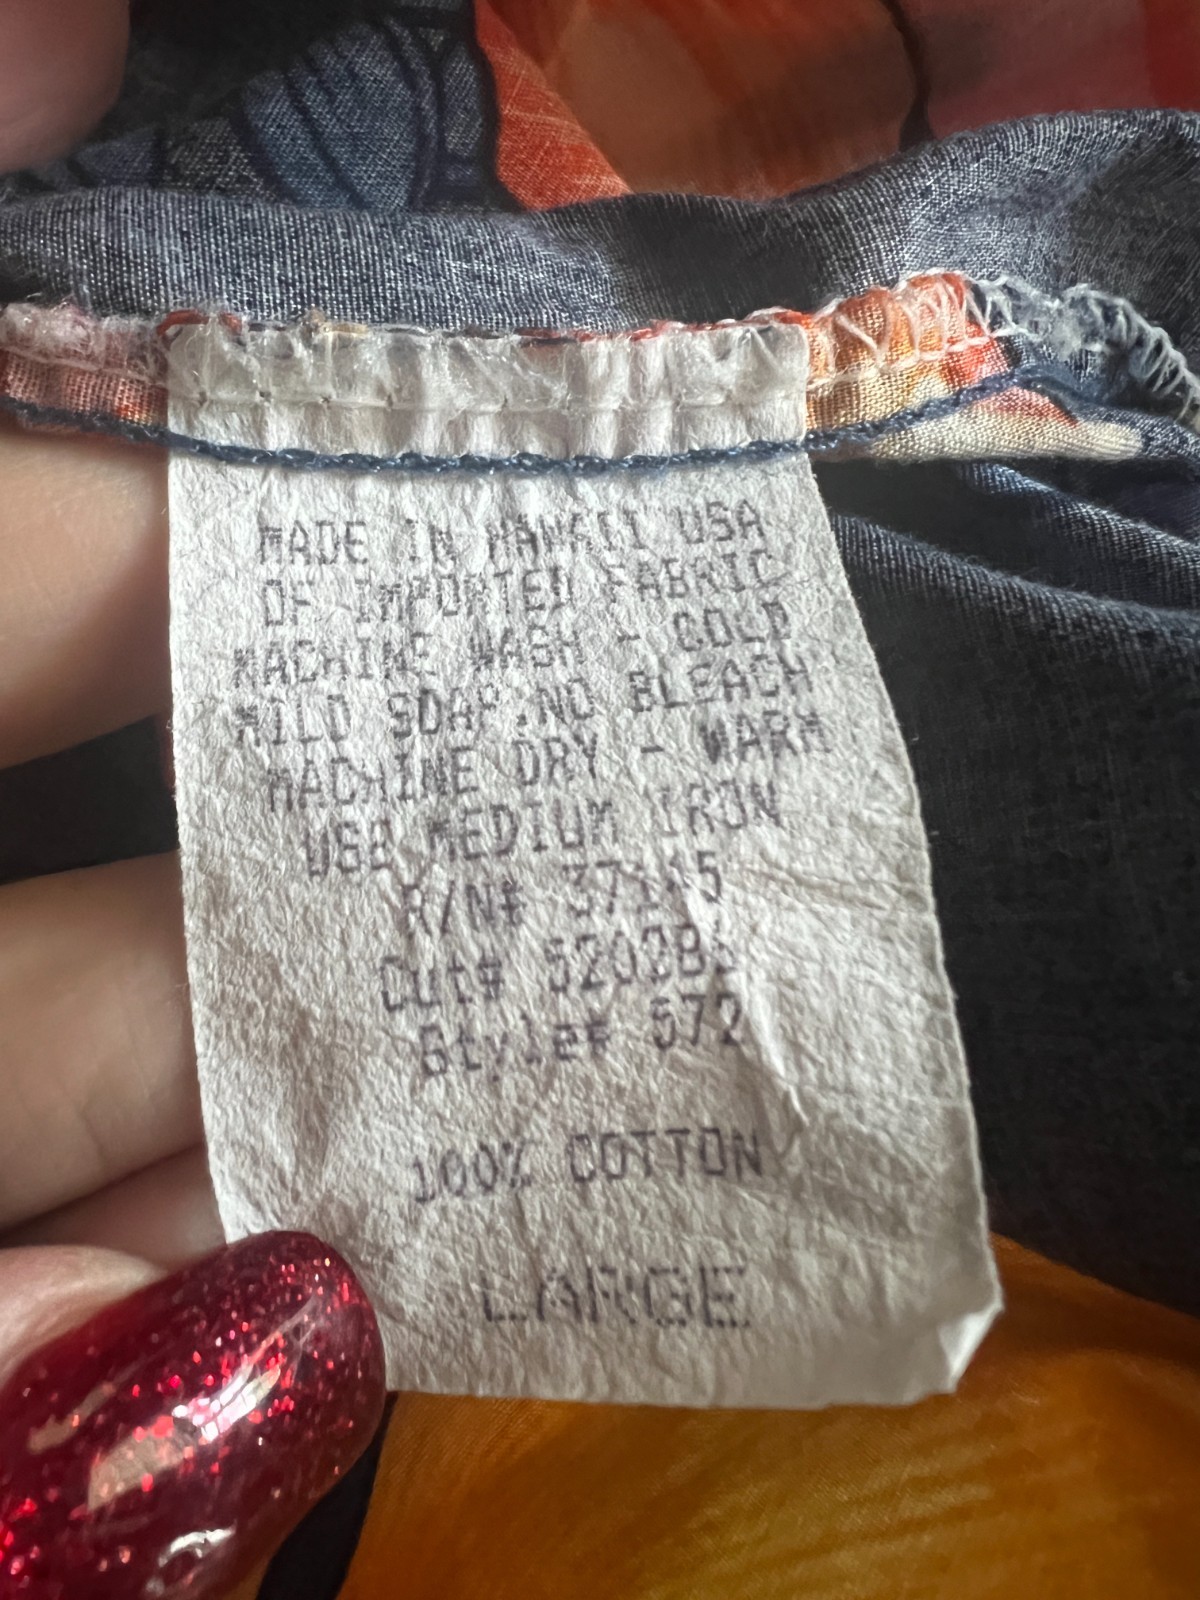 MADE IN HAWAII USA
OF IMPORTED FABRIC
MACHINE WASH - COLD
MILD SOAP.NO BLEACH
MACHINE DRY - WARM
USE MEDIUM IRON
R/N#
Cut#
Style# 572
100% COTTON
LARGE